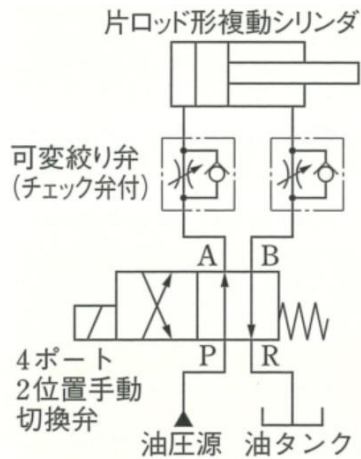 片ロッド形複動シリンダ
可変絞り弁
(チェック弁付)
A B
P R
4ポート
2位置手動
切換弁
油圧源 油タンク